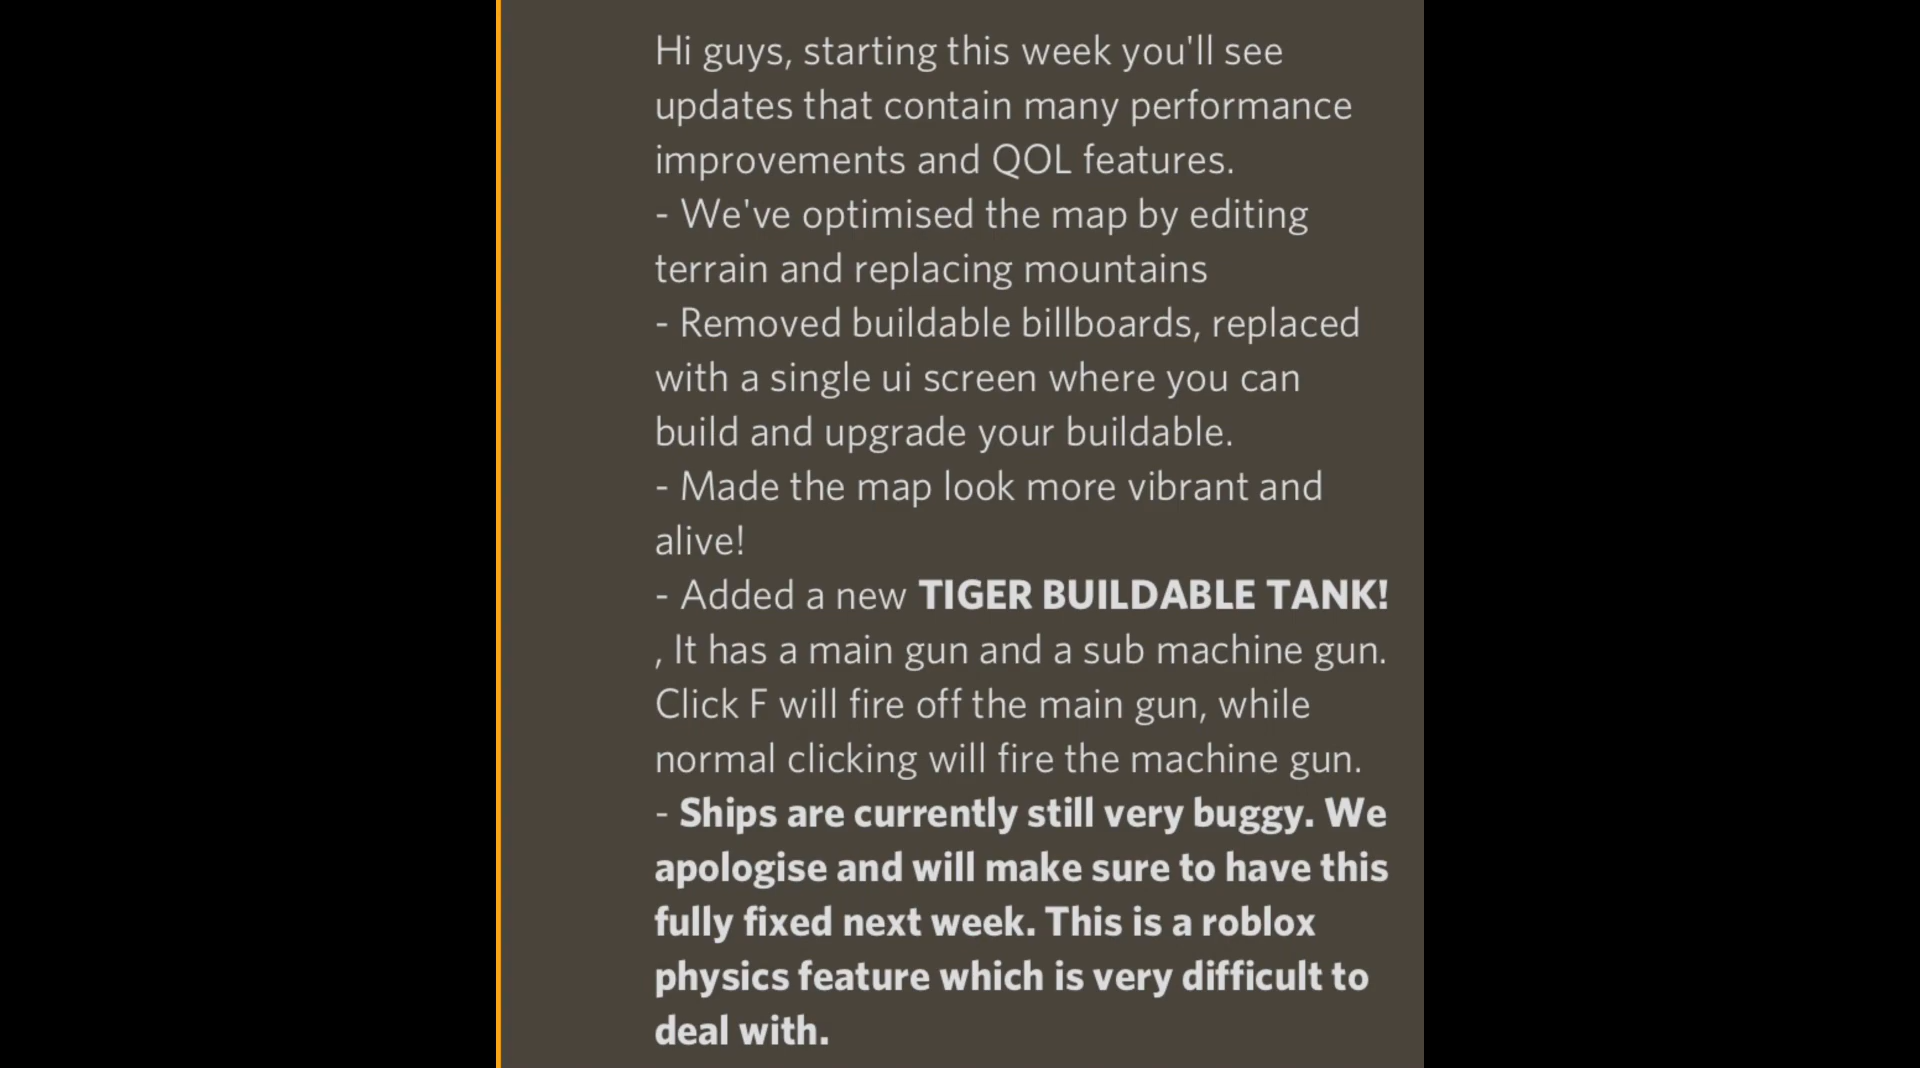 Hi guys, starting this week you'll see
updates that contain many performance
improvements and QOL features.
- We've optimised the map by editing
terrain and replacing mountains
- Removed buildable billboards, replaced
with a single ui screen where you can
build and upgrade your buildable.
- Made the map look more vibrant and
alive!
- Added a new TIGER BUILDABLE TANK!
, It has a main gun and a sub machine gun.
Click F will fire off the main gun, while
normal clicking will fire the machine gun.
- Ships are currently still very buggy. We
apologise and will make sure to have this
fully fixed next week. This is a roblox
physics feature which is very difficult to
deal with.